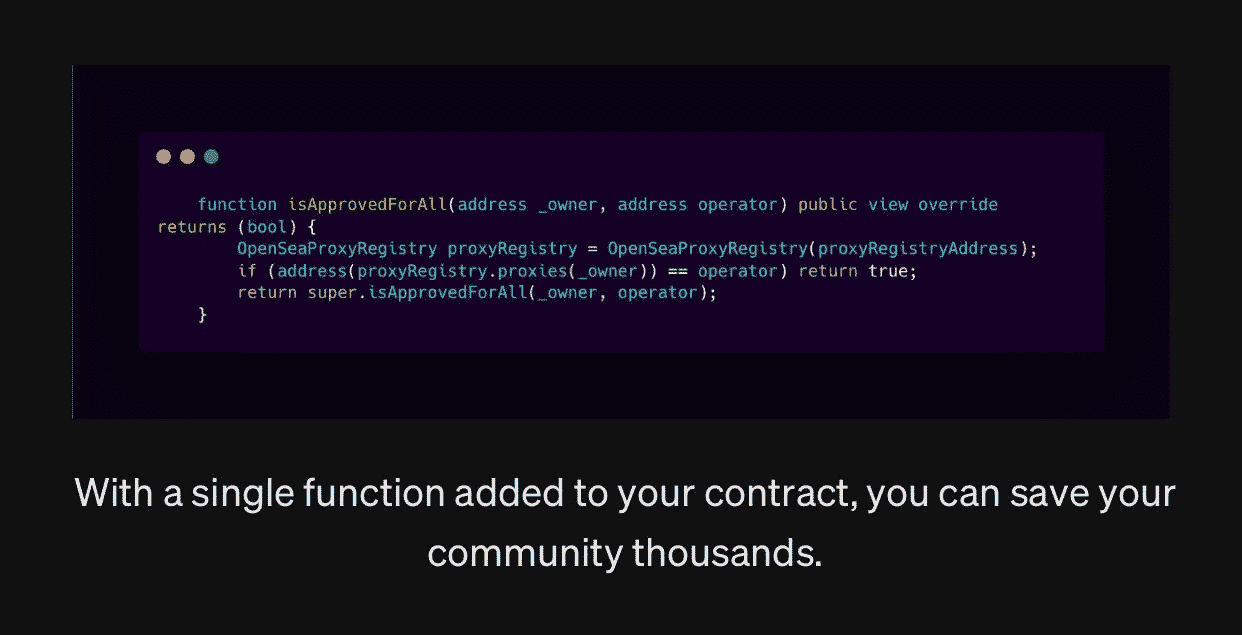 function isApprovedForAll(address _owner, address operator) public view override
returns (bool) {
OpenSeaProxyRegistry proxyRegistry = OpenSeaProxyRegistry(proxyRegistryAddress);
if (address(proxyRegistry.proxies(_owner)) == operator) return true;
return super.isApprovedForAll(_owner, operator);
}
With a single function added to your contract, you can save your
community thousands.